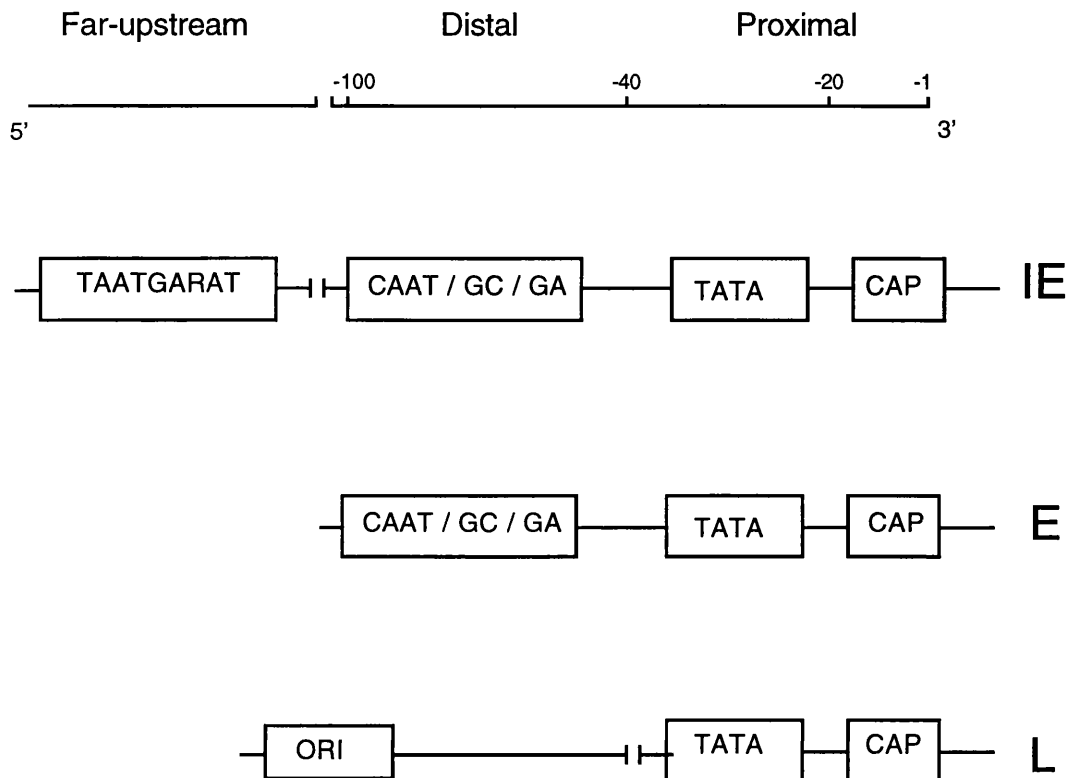 Far-upstream Distal Proximal
-100 -40 -20 -1
5' 3'
TAATGARAT CAAT / GC / GA TATA CAP IE
CAAT / GC / GA TATA CAP E
ORI TATA CAP L